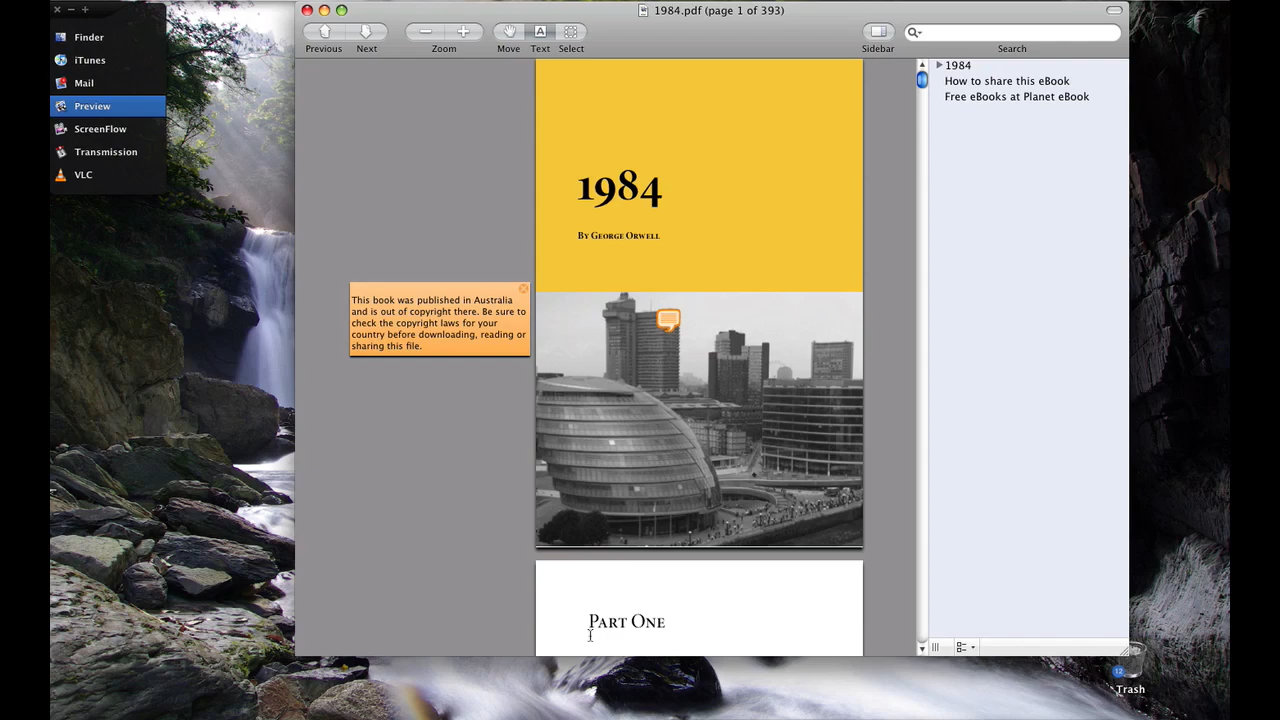 Finder
iTunes
Mail
Preview
ScreenFlow
Transmission
VLC
1984.pdf (page 1 of 393)
Previous
Next
Zoom
Move
A
Text
Select
Sidebar
Search
1984
How to share this eBook
Free eBooks at Planet eBook
1984
By George Orwell
This book was published in Australia
and is out of copyright there. Be sure to
check the copyright laws for your
country before downloading, reading or
sharing this file.
Part One
12
Trash